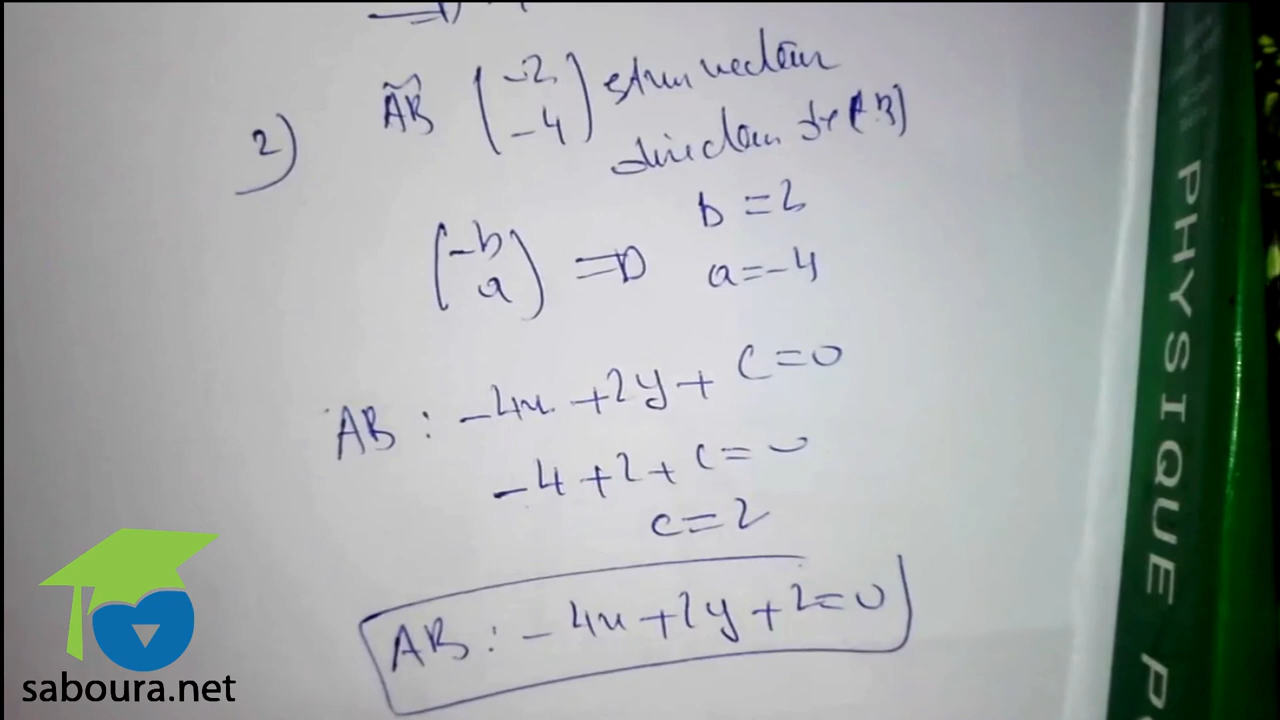 2) AB (-2 -4) est un vecteur
directeur de (AB)
(-b a) => b = 2
a = -4
AB : -4x + 2y + c = 0
-4 + 2 + c = 0
c = 2
AB : -4x + 2y + 2 = 0
PHYSIQUE
saboura.net